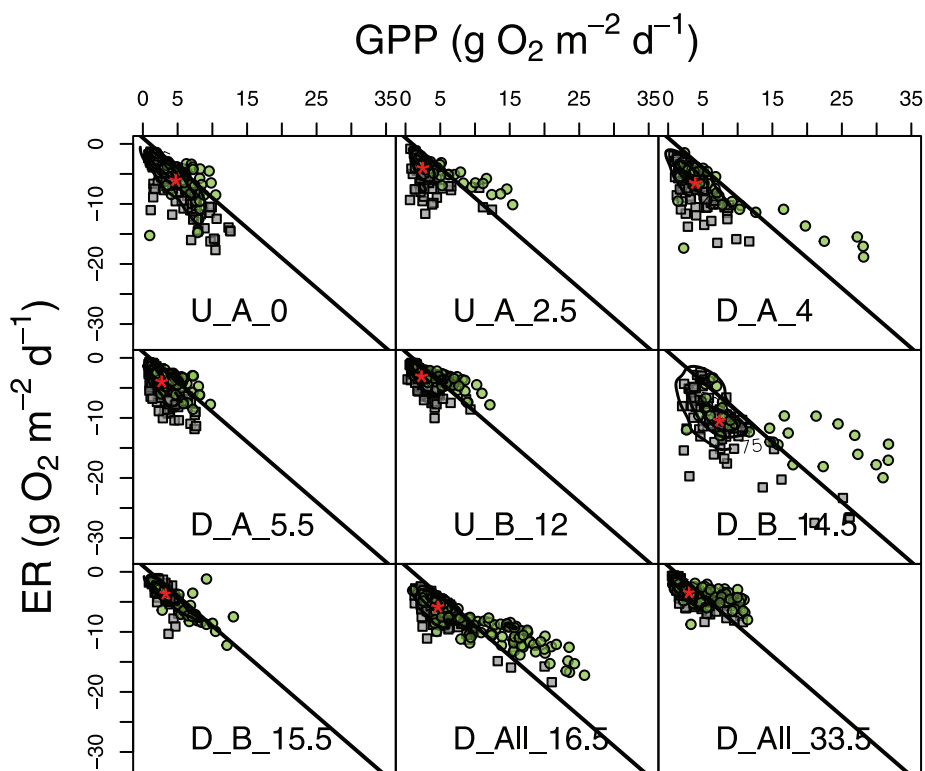 GPP (g O₂ m⁻² d⁻¹)
0 5 15 25 35 0 5 15 25 35 0 5 15 25 35
ER (g O₂ m⁻² d⁻¹)
0
−10
−20
−30
U_A_0 U_A_2.5 D_A_4
0
−10
−20
−30
75
D_A_5.5 U_B_12 D_B_14.5
0
−10
−20
−30
D_B_15.5 D_All_16.5 D_All_33.5